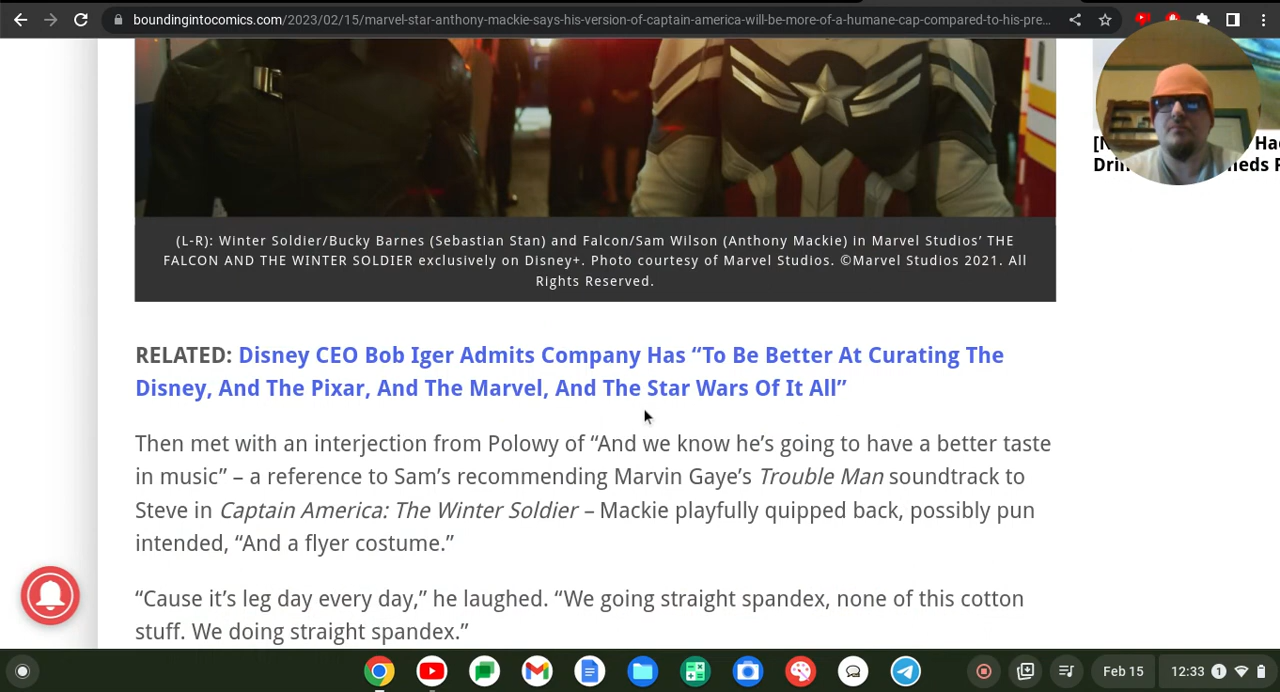 boundingintocomics.com/2023/02/15/marvel-star-anthony-mackie-says-his-version-of-captain-america-will-be-more-of-a-humane-cap-compared-to-his-pre...
(L-R): Winter Soldier/Bucky Barnes (Sebastian Stan) and Falcon/Sam Wilson (Anthony Mackie) in Marvel Studios’ THE
FALCON AND THE WINTER SOLDIER exclusively on Disney+. Photo courtesy of Marvel Studios. ©Marvel Studios 2021. All
Rights Reserved.
RELATED: Disney CEO Bob Iger Admits Company Has “To Be Better At Curating The
Disney, And The Pixar, And The Marvel, And The Star Wars Of It All”
Then met with an interjection from Polowy of “And we know he’s going to have a better taste
in music” – a reference to Sam’s recommending Marvin Gaye’s Trouble Man soundtrack to
Steve in Captain America: The Winter Soldier – Mackie playfully quipped back, possibly pun
intended, “And a flyer costume.”
“Cause it’s leg day every day,” he laughed. “We going straight spandex, none of this cotton
stuff. We doing straight spandex.”
Feb 15
12:33
1